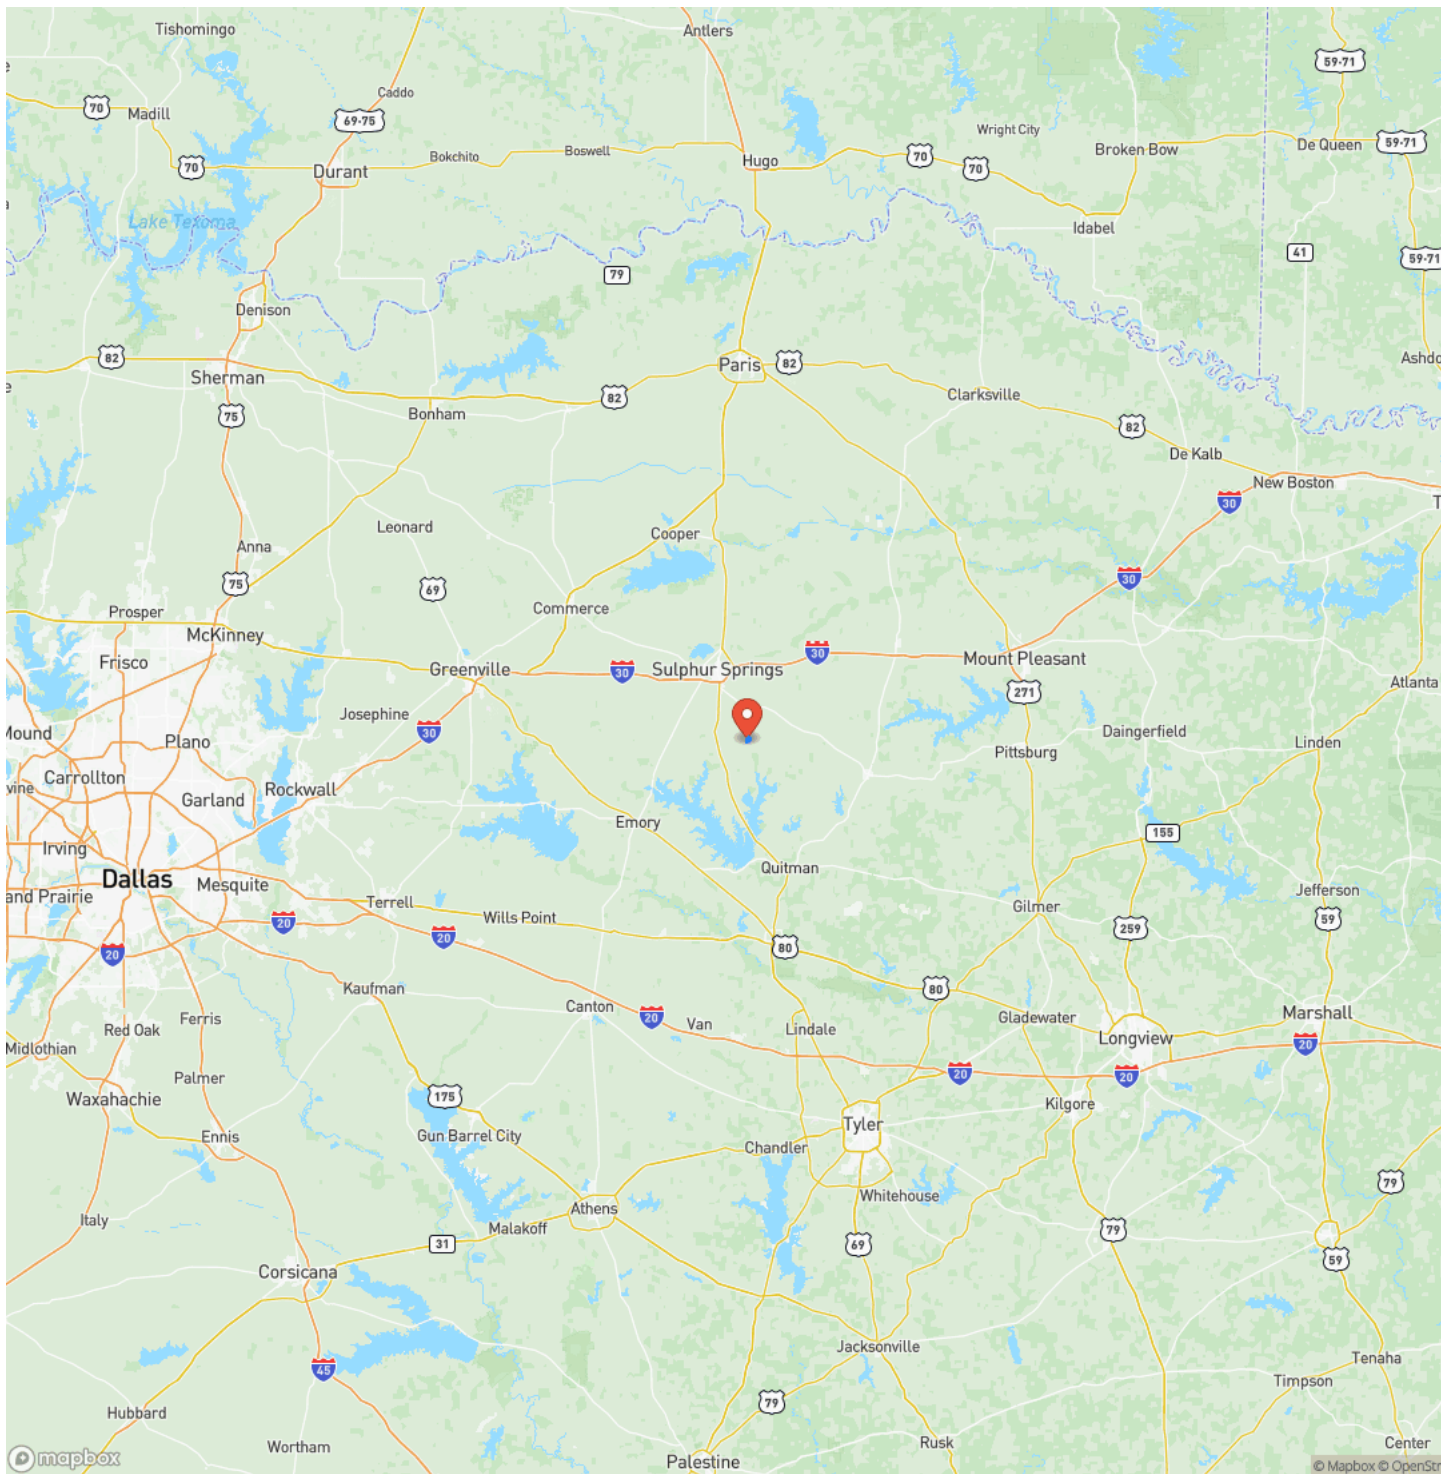 Tishomingo
Antlers
59-71
70
Madill
Caddo
69-75
Wright City
Broken Bow
De Queen
59-71
70
Durant
Bokchito
Boswell
Hugo
70
70
Lake Texoma
Idabel
41
59-71
79
Denison
82
Sherman
Paris
82
Ashdo
75
Bonham
82
Clarksville
82
De Kalb
New Boston
30
Leonard
Cooper
Anna
75
69
30
Prosper
McKinney
Commerce
Frisco
Greenville
30
Sulphur Springs
30
Mount Pleasant
271
Atlanta
Josephine
30
Mound
Plano
Daingerfield
Linden
Pittsburg
Carrollton
vine
Garland
Rockwall
Irving
Emory
155
Dallas
Mesquite
Quitman
and Prairie
Terrell
Wills Point
Gilmer
Jefferson
20
20
20
80
259
59
Kaufman
Canton
20
Van
80
Lindale
Gladewater
Longview
Marshall
20
Red Oak
Ferris
Midlothian
Palmer
Waxahachie
175
20
20
Kilgore
Ennis
Gun Barrel City
Chandler
Tyler
Whitehouse
79
Italy
Athens
Malakoff
31
69
79
59
Corsicana
Jacksonville
45
Tenaha
Timpson
79
Hubbard
Wortham
Rusk
Center
Palestine
mapbox
© Mapbox © OpenStr